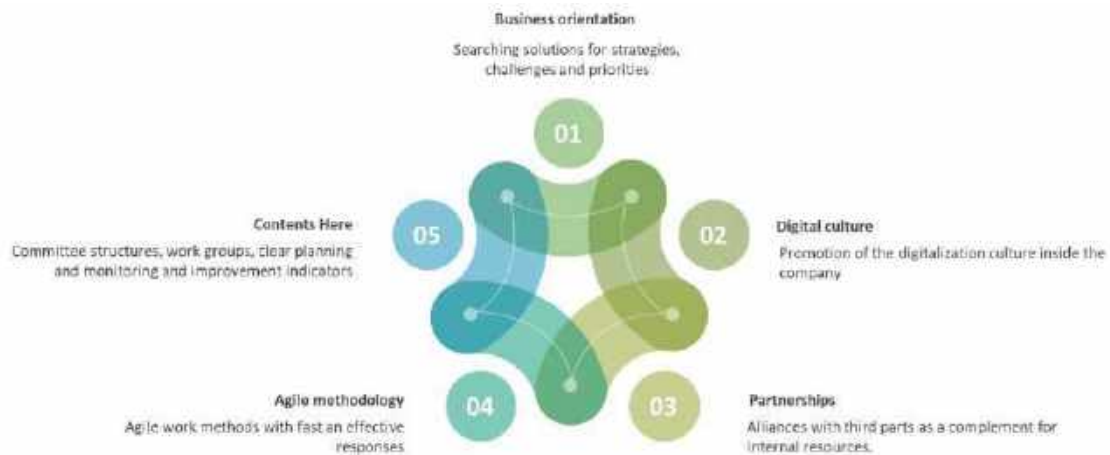 Business orientation
Searching solutions for strategies,
challenges and priorities
01
02
Digital culture
Promotion of the digitalization culture inside the
company
03
Partnerships
Alliances with third parts as a complement for
internal resources.
04
Agile methodology
Agile work methods with fast an effective
responses
05
Contents Here
Committee structures, work groups, clear planning
and monitoring and improvement indicators